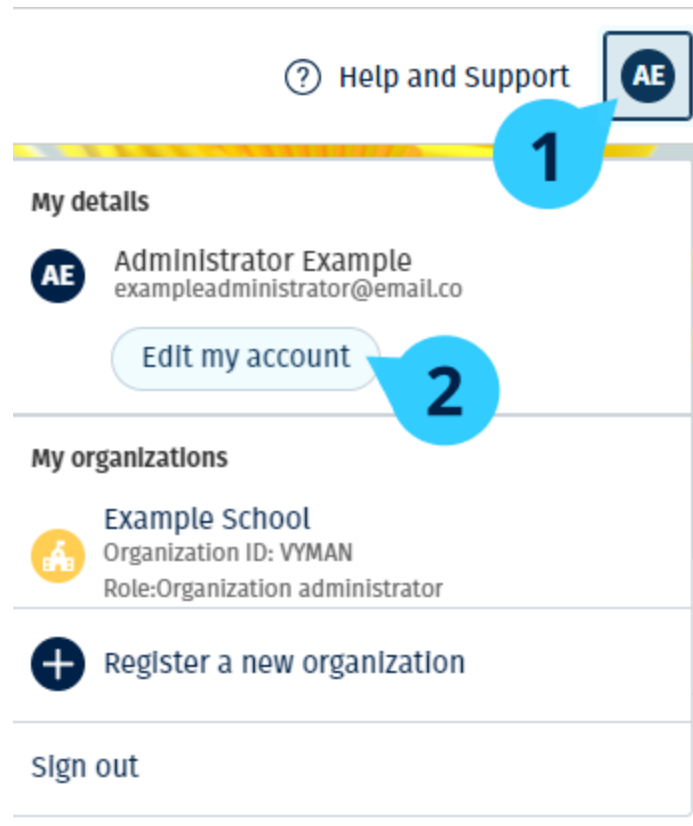 ? Help and Support AE
1
My details
AE Administrator Example
exampleadministrator@email.co
Edit my account
2
My organizations
Example School
Organization ID: VYMAN
Role:Organization administrator
Register a new organization
Sign out